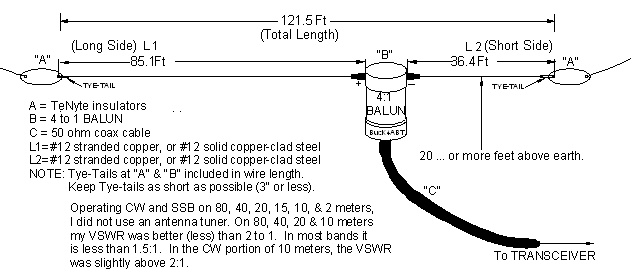 121.5 Ft
(Total Length)
(Long Side) L1
"B"
L2 (Short Side)
"A"
"A"
85.1Ft
36.4Ft
TYE-TAIL
TYE-TAIL
+
−
4:1
BALUN
Buck♦ABT
A = TeNyte insulators
B = 4 to 1 BALUN
C = 50 ohm coax cable
L1=#12 stranded copper, or #12 solid copper-clad steel
L2=#12 stranded copper, or #12 solid copper-clad steel
NOTE: Tye-Tails at "A" & "B" included in wire length.
Keep Tye-tails as short as possible (3" or less).
20 ... or more feet above earth.
"C"
Operating CW and SSB on 80, 40, 20, 15, 10, & 2 meters,
I did not use an antenna tuner. On 80, 40, 20 & 10 meters
my VSWR was better (less) than 2 to 1. In most bands it
is less than 1.5:1. In the CW portion of 10 meters, the VSWR
was slightly above 2:1.
To TRANSCEIVER